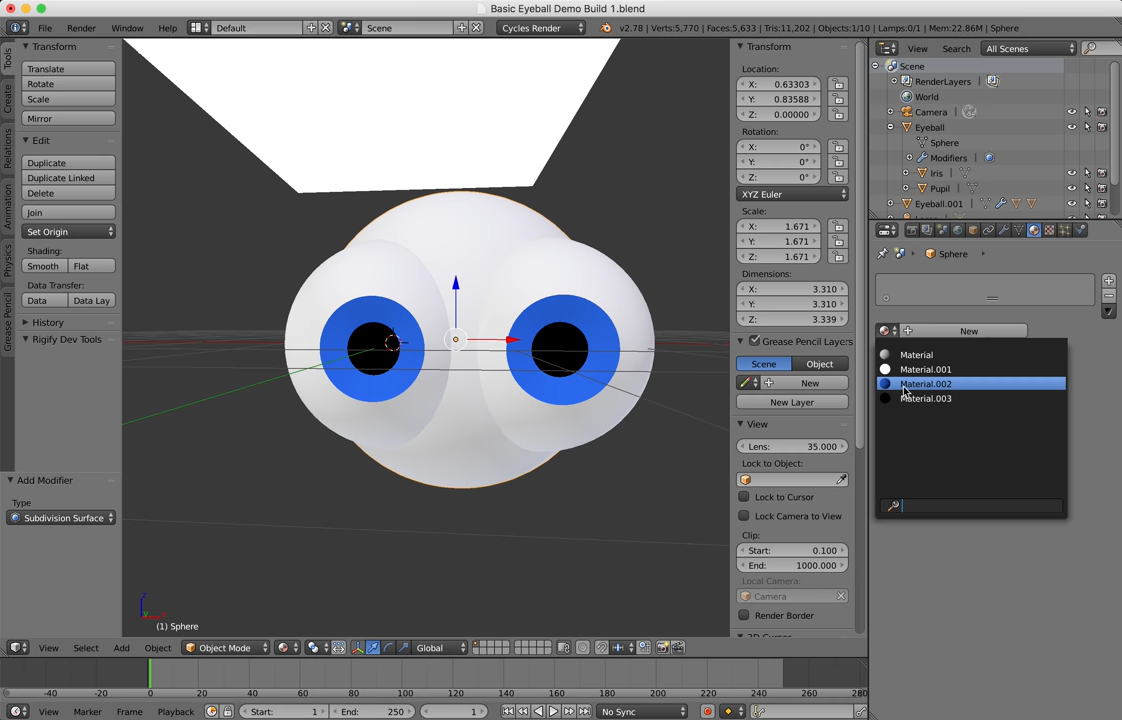 Basic Eyeball Demo Build 1.blend
File Render Window Help Default Scene Cycles Render v2.78 | Verts:5,770 | Faces:5,633 | Tris:11,202 | Objects:1/10 | Lamps:0/1 | Mem:22.86M | Sphere
Tools
Create
Relations
Animation
Physics
Grease Pencil
Transform
Translate
Rotate
Scale
Mirror
Edit
Duplicate
Duplicate Linked
Delete
Join
Set Origin
Shading:
Smooth Flat
Data Transfer:
Data Data Lay
History
Rigify Dev Tools
Add Modifier
Type
Subdivision Surface
(1) Sphere
Transform
Location:
X: 0.63303
Y: 0.83588
Z: 0.00000
Rotation:
X: 0°
Y: 0°
Z: 0°
XYZ Euler
Scale:
X: 1.671
Y: 1.671
Z: 1.671
Dimensions:
X: 3.310
Y: 3.310
Z: 3.339
Grease Pencil Layers
Scene Object
New
New Layer
View
Lens: 35.000
Lock to Object:
Lock to Cursor
Lock Camera to View
Clip:
Start: 0.100
End: 1000.000
Local Camera:
Camera
Render Border
View Search All Scenes
Scene
RenderLayers
World
Camera
Eyeball
Sphere
Modifiers
Iris
Pupil
Eyeball.001
Sphere
New
Material
Material.001
Material.002
Material.003
View Select Add Object Object Mode Global
-40 -20 0 20 40 60 80 100 120 140 160 180 200 220 240 260 280
View Marker Frame Playback Start: 1 End: 250 1 No Sync